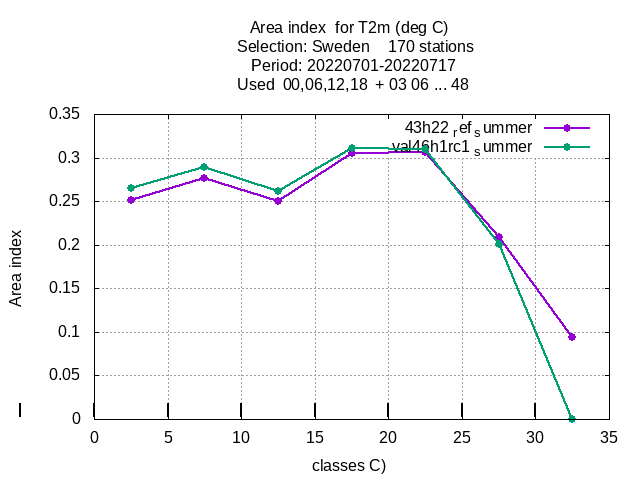 Area index  for T2m (deg C)
Selection: Sweden    170 stations
Period: 20220701-20220717
Used  00,06,12,18  + 03 06 ... 48
0.35
0.3
0.25
0.2
0.15
0.1
0.05
0
43h22 ref summer
val46h1rc1 summer
Area index
0 5 10 15 20 25 30 35
classes C)